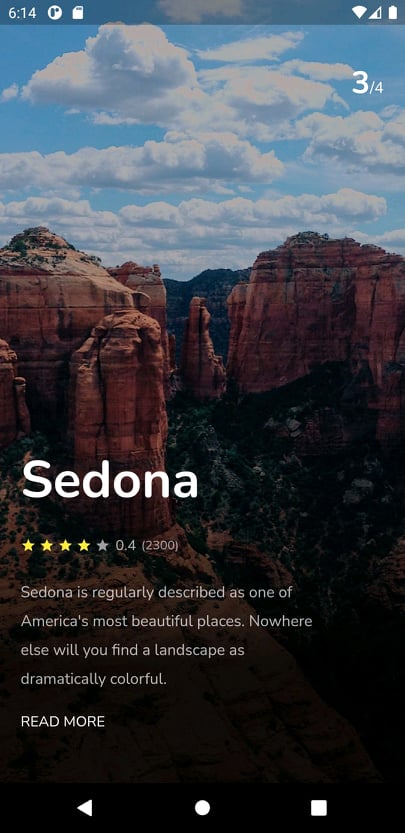 6:14
3/4
Sedona
0.4 (2300)
Sedona is regularly described as one of
America's most beautiful places. Nowhere
else will you find a landscape as
dramatically colorful.
READ MORE